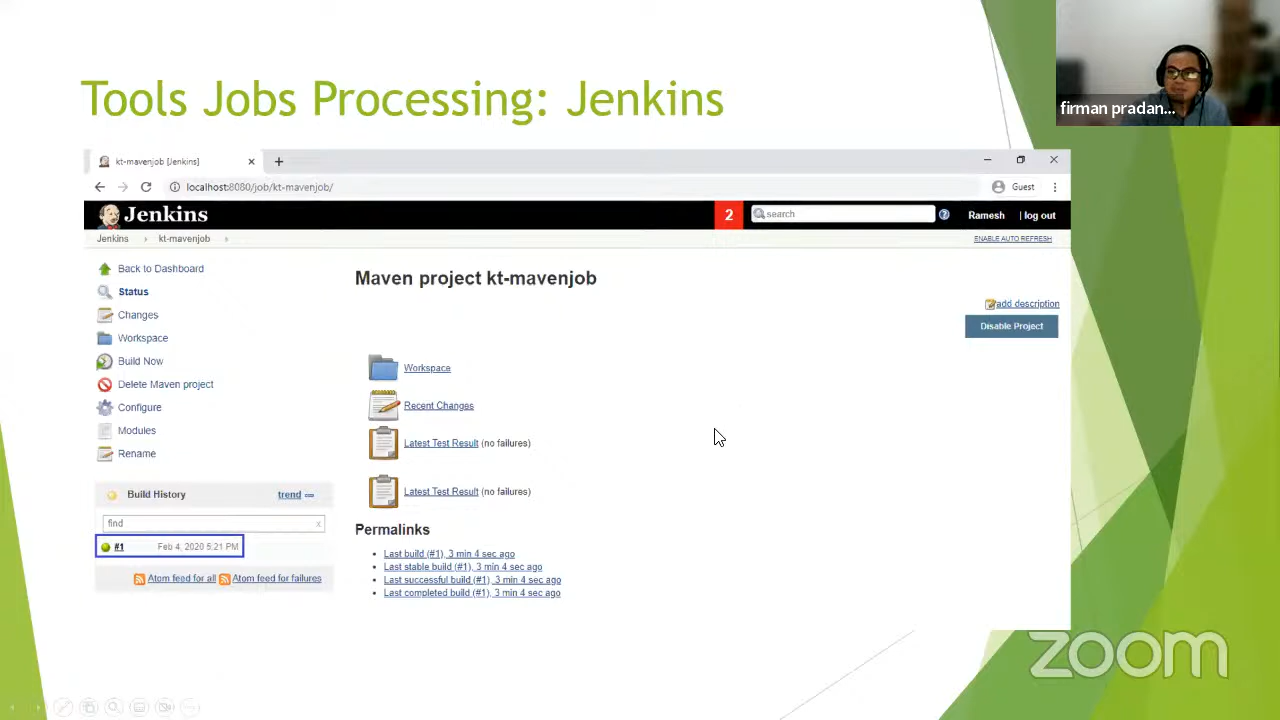 Tools Jobs Processing: Jenkins
firman pradan...
kt-mavenjob [Jenkins]
localhost:8080/job/kt-mavenjob/
Guest
Jenkins
2
search
Ramesh
| log out
Jenkins
kt-mavenjob
ENABLE AUTO REFRESH
Back to Dashboard
Status
Changes
Workspace
Build Now
Delete Maven project
Configure
Modules
Rename
Build History
trend
find
x
#1
Feb 4, 2020 5:21 PM
Atom feed for all
Atom feed for failures
Maven project kt-mavenjob
add description
Disable Project
Workspace
Recent Changes
Latest Test Result (no failures)
Latest Test Result (no failures)
Permalinks
Last build (#1), 3 min 4 sec ago
Last stable build (#1), 3 min 4 sec ago
Last successful build (#1), 3 min 4 sec ago
Last completed build (#1), 3 min 4 sec ago
zoom